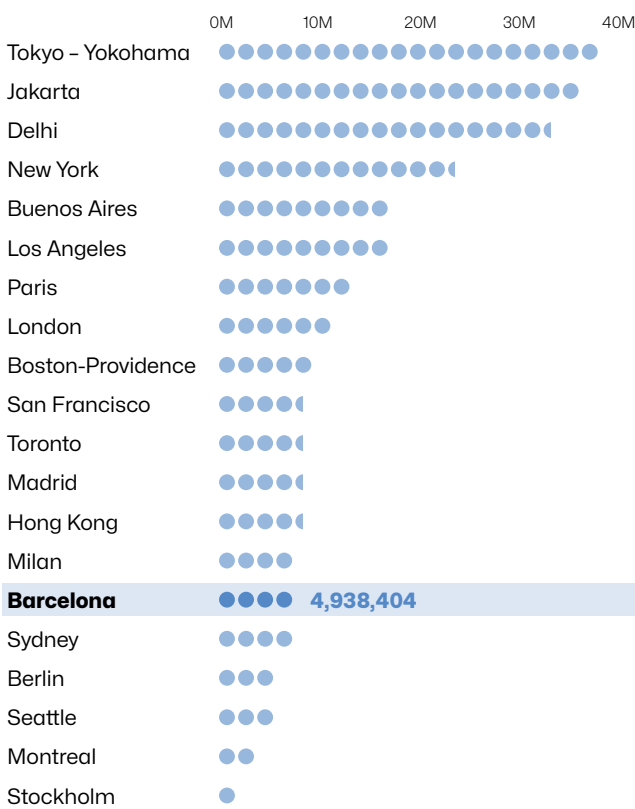 0M 10M 20M 30M 40M
Tokyo – Yokohama
Jakarta
Delhi
New York
Buenos Aires
Los Angeles
Paris
London
Boston-Providence
San Francisco
Toronto
Madrid
Hong Kong
Milan
Barcelona 4,938,404
Sydney
Berlin
Seattle
Montreal
Stockholm